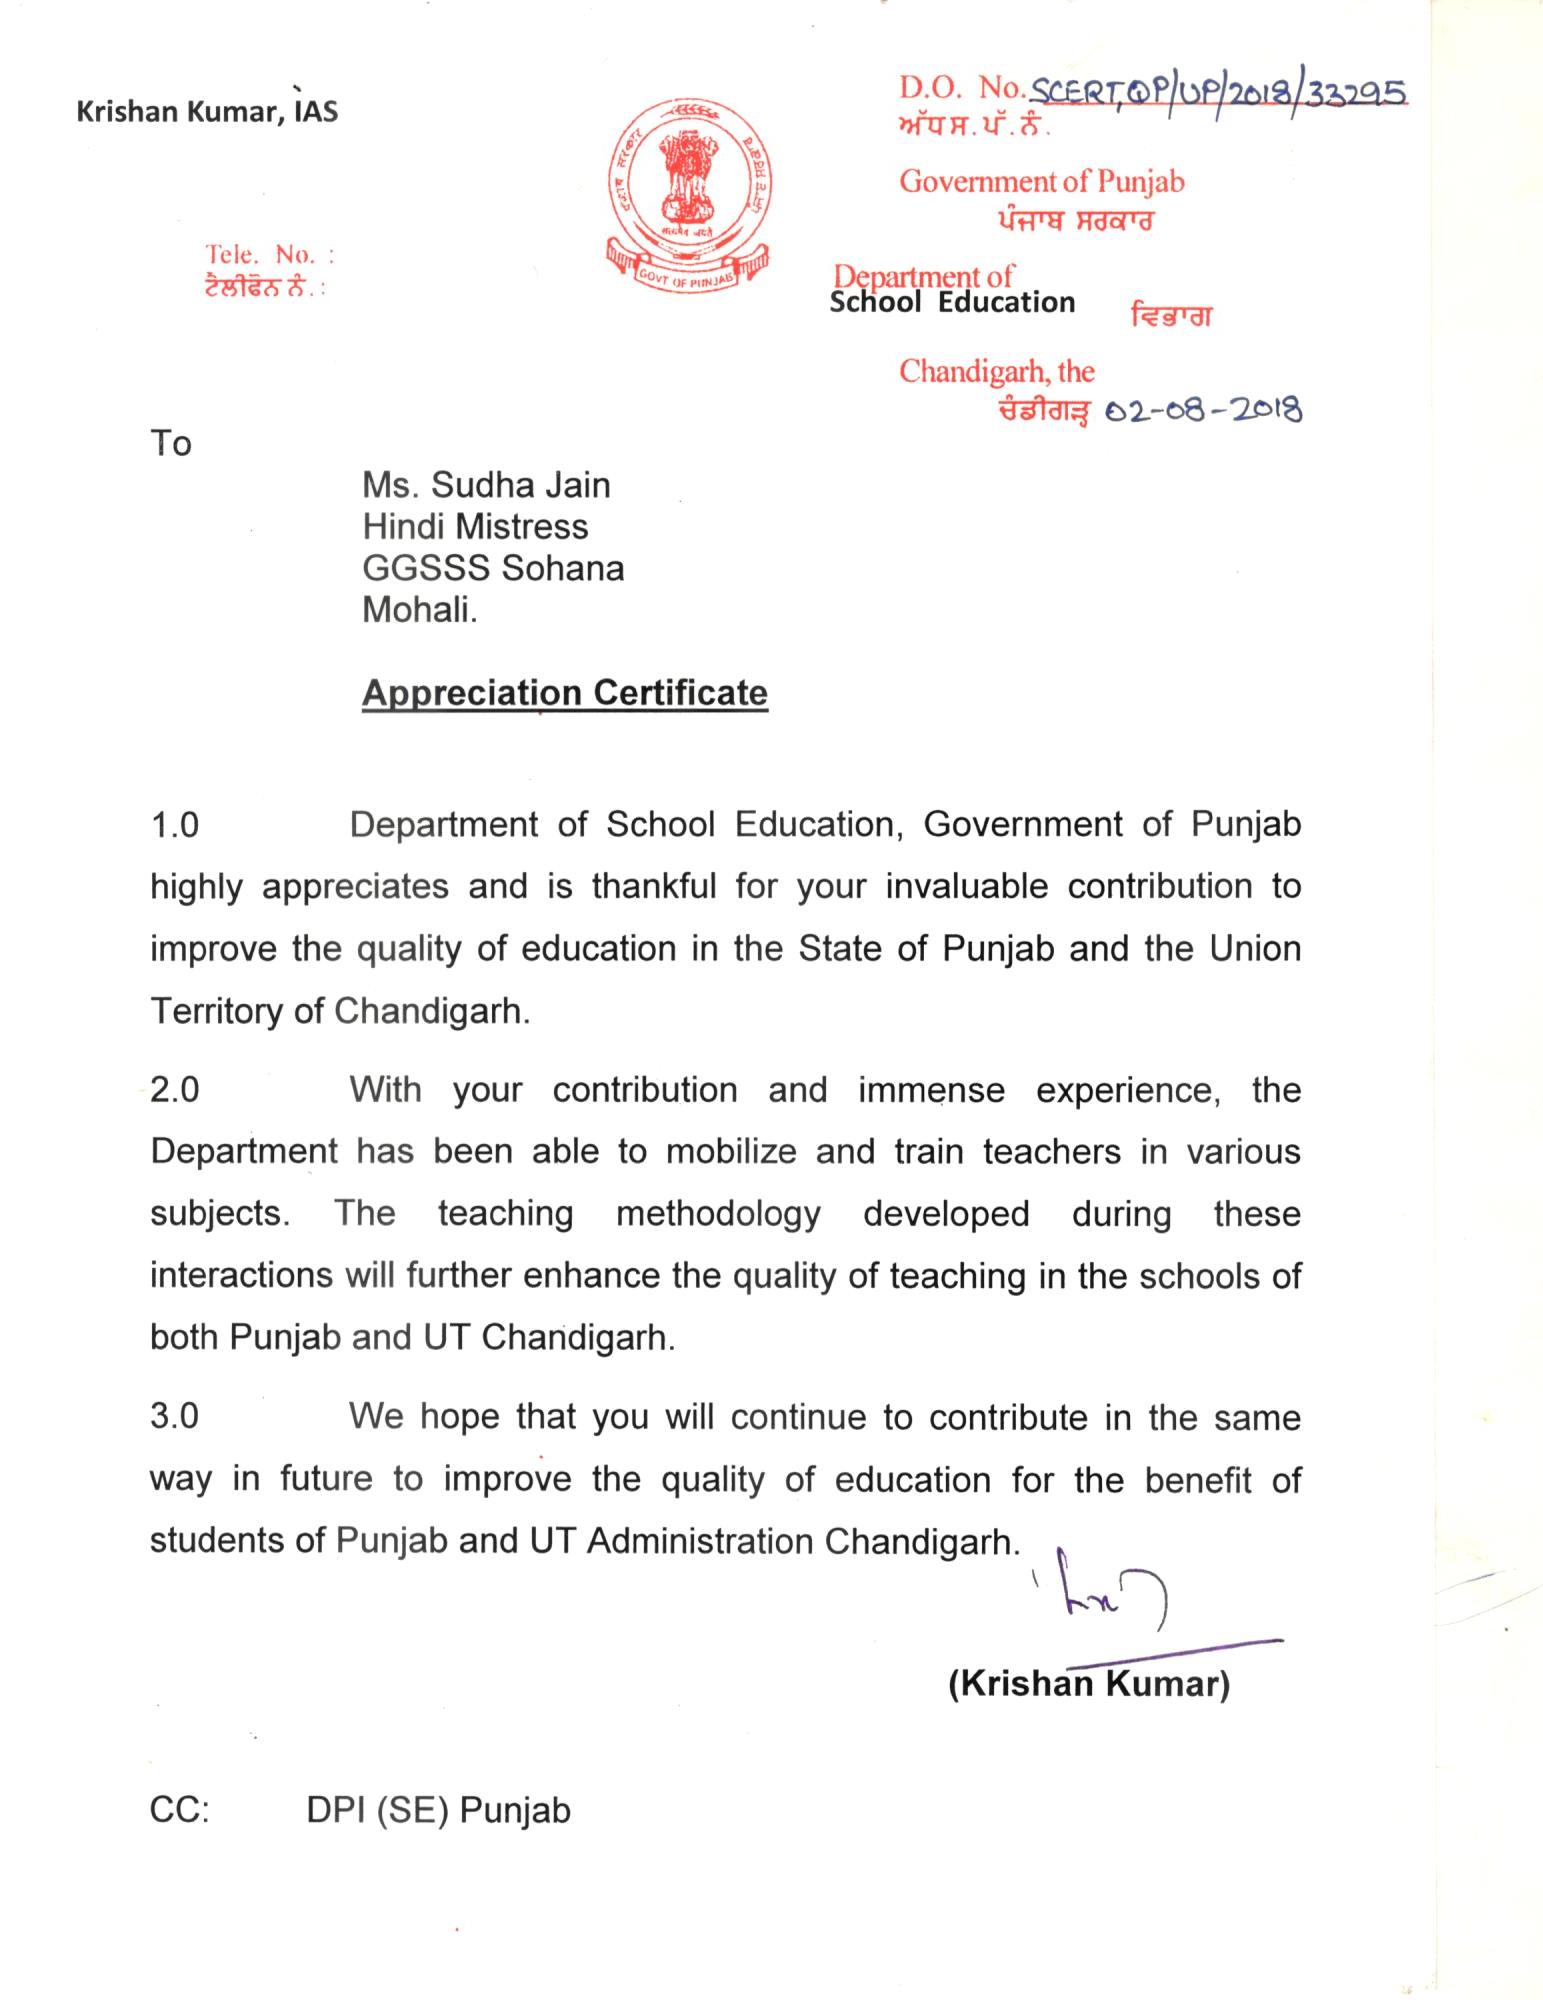 Krishan Kumar, IAS
Tele. No. :
ਟੈਲੀਫੋਨ ਨੰ. :
ਪੰਜਾਬ ਸਰਕਾਰ
सत्यमेव जयते
GOVT OF PUNJAB
D.O. No. SCERT,QP/UP/2018/33295
ਅੱਧ ਸ.ਪੱ.ਨੰ.
Government of Punjab
ਪੰਜਾਬ ਸਰਕਾਰ
Department of
School Education ਵਿਭਾਗ
Chandigarh, the
ਚੰਡੀਗੜ੍ਹ 02-08-2018
To
Ms. Sudha Jain
Hindi Mistress
GGSSS Sohana
Mohali.
Appreciation Certificate
1.0 Department of School Education, Government of Punjab
highly appreciates and is thankful for your invaluable contribution to
improve the quality of education in the State of Punjab and the Union
Territory of Chandigarh.
2.0 With your contribution and immense experience, the
Department has been able to mobilize and train teachers in various
subjects. The teaching methodology developed during these
interactions will further enhance the quality of teaching in the schools of
both Punjab and UT Chandigarh.
3.0 We hope that you will continue to contribute in the same
way in future to improve the quality of education for the benefit of
students of Punjab and UT Administration Chandigarh.
(Krishan Kumar)
CC: DPI (SE) Punjab